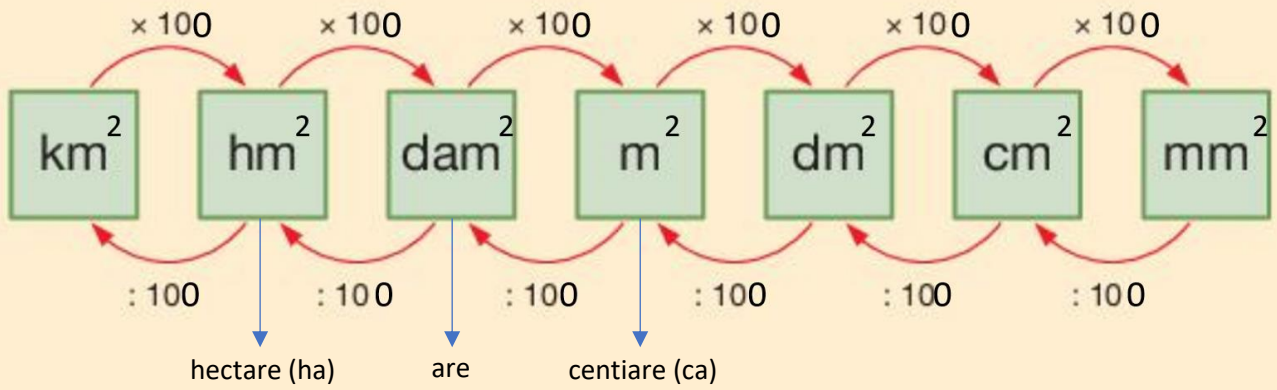 × 100 × 100 × 100 × 100 × 100 × 100
km² hm² dam² m² dm² cm² mm²
: 100 : 100 : 100 : 100 : 100 : 100
hectare (ha) are centiare (ca)